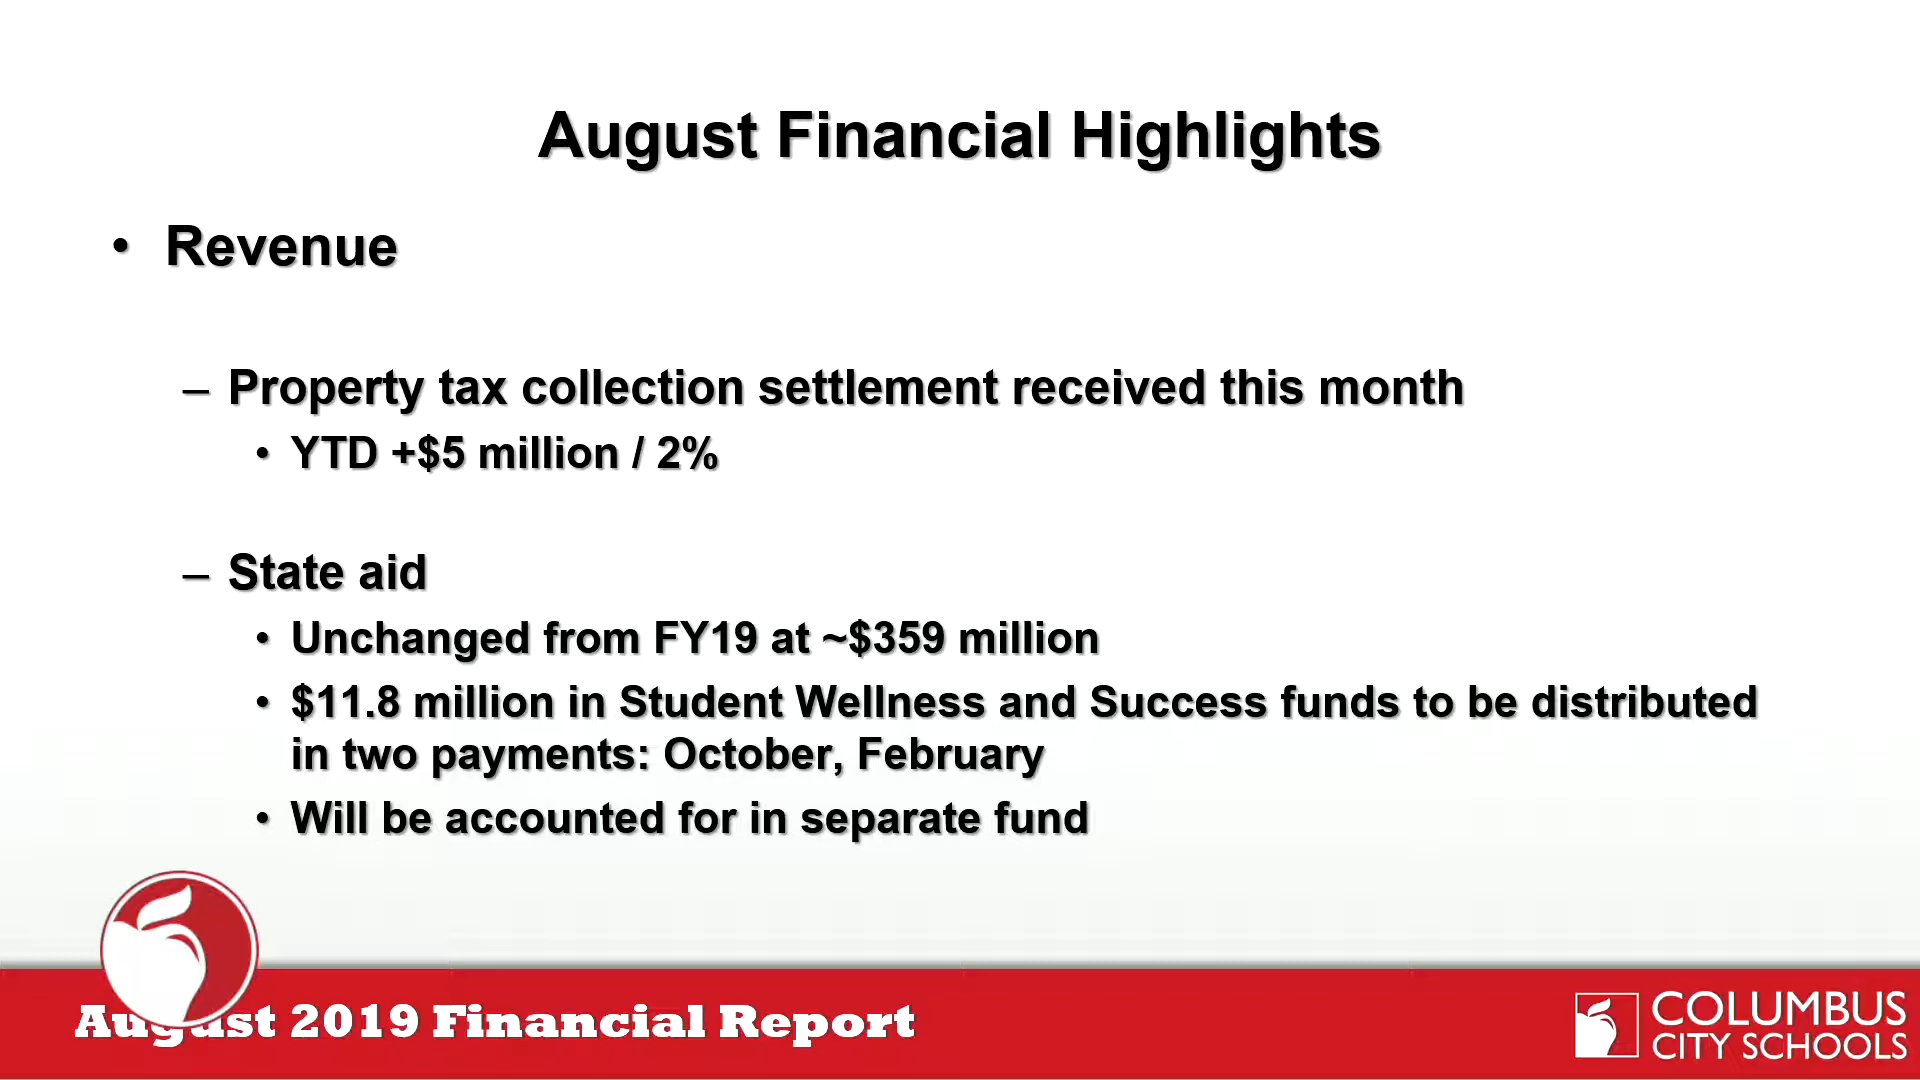 August Financial Highlights
• Revenue
– Property tax collection settlement received this month
• YTD +$5 million / 2%
– State aid
• Unchanged from FY19 at ~$359 million
• $11.8 million in Student Wellness and Success funds to be distributed
in two payments: October, February
• Will be accounted for in separate fund
August 2019 Financial Report
COLUMBUS
CITY SCHOOLS